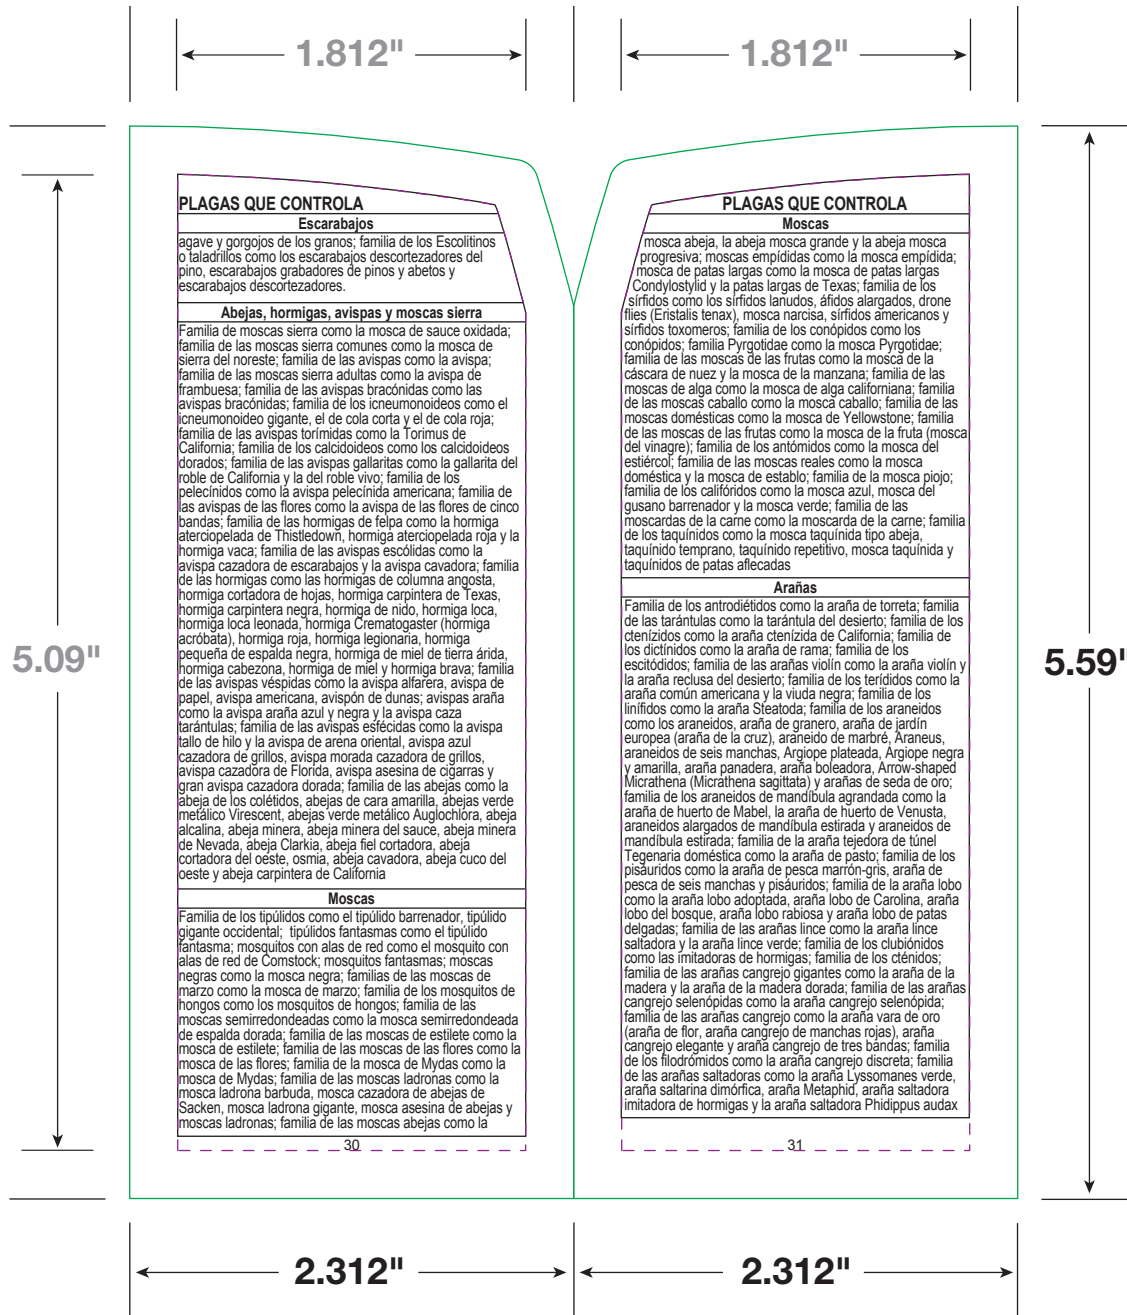 1.812"
1.812"
5.09"
5.59"
PLAGAS QUE CONTROLA
Escarabajos
agave y gorgojos de los granos; familia de los Escolitinos
o taladrillos como los escarabajos descortezadores del
pino, escarabajos grabadores de pinos y abetos y
escarabajos descortezadores.
Abejas, hormigas, avispas y moscas sierra
Familia de moscas sierra como la mosca de sauce oxidada;
familia de las moscas sierra comunes como la mosca de
sierra del noreste; familia de las avispas como la avispa;
familia de las moscas sierra adultas como la avispa de
frambuesa; familia de las avispas bracónidas como las
avispas bracónidas; familia de los icneumonoideos como el
icneumonoideo gigante, el de cola corta y el de cola roja;
familia de las avispas torímidas como la Torimus de
California; familia de los calcidoideos como los calcidoideos
dorados; familia de las avispas gallaritas como la gallarita del
roble de California y la del roble vivo; familia de los
pelecínidos como la avispa pelecínida americana; familia de
las avispas de las flores como la avispa de las flores de cinco
bandas; familia de las hormigas de felpa como la hormiga
aterciopelada de Thistledown, hormiga aterciopelada roja y la
hormiga vaca; familia de las avispas escólidas como la
avispa cazadora de escarabajos y la avispa cavadora; familia
de las hormigas como las hormigas de columna angosta,
hormiga cortadora de hojas, hormiga carpintera de Texas,
hormiga carpintera negra, hormiga de nido, hormiga loca,
hormiga loca leonada, hormiga Crematogaster (hormiga
acróbata), hormiga roja, hormiga legionaria, hormiga
pequeña de espalda negra, hormiga de miel de tierra árida,
hormiga cabezona, hormiga de miel y hormiga brava; familia
de las avispas véspidas como la avispa alfarera, avispa de
papel, avispa americana, avispón de dunas; avispas araña
como la avispa araña azul y negra y la avispa caza
tarántulas; familia de las avispas esfécidas como la avispa
tallo de hilo y la avispa de arena oriental, avispa azul
cazadora de grillos, avispa morada cazadora de grillos,
avispa cazadora de Florida, avispa asesina de cigarras y
gran avispa cazadora dorada; familia de las abejas como la
abeja de los colétidos, abejas de cara amarilla, abejas verde
metálico Virescent, abejas verde metálico Auglochlora, abeja
alcalina, abeja minera, abeja minera del sauce, abeja minera
de Nevada, abeja Clarkia, abeja fiel cortadora, abeja
cortadora del oeste, osmia, abeja cavadora, abeja cuco del
oeste y abeja carpintera de California
Moscas
Familia de los tipúlidos como el tipúlido barrenador, tipúlido
gigante occidental;  tipúlidos fantasmas como el tipúlido
fantasma; mosquitos con alas de red como el mosquito con
alas de red de Comstock; mosquitos fantasmas; moscas
negras como la mosca negra; familias de las moscas de
marzo como la mosca de marzo; familia de los mosquitos de
hongos como los mosquitos de hongos; familia de las
moscas semirredondeadas como la mosca semirredondeada
de espalda dorada; familia de las moscas de estilete como la
mosca de estilete; familia de las moscas de las flores como la
mosca de las flores; familia de la mosca de Mydas como la
mosca de Mydas; familia de las moscas ladronas como la
mosca ladrona barbuda, mosca cazadora de abejas de
Sacken, mosca ladrona gigante, mosca asesina de abejas y
moscas ladronas; familia de las moscas abejas como la
30
PLAGAS QUE CONTROLA
Moscas
mosca abeja, la abeja mosca grande y la abeja mosca
progresiva; moscas empídidas como la mosca empídida;
mosca de patas largas como la mosca de patas largas
Condylostylid y la patas largas de Texas; familia de los
sírfidos como los sírfidos lanudos, áfidos alargados, drone
flies (Eristalis tenax), mosca narcisa, sírfidos americanos y
sírfidos toxomeros; familia de los conópidos como los
conópidos; familia Pyrgotidae como la mosca Pyrgotidae;
familia de las moscas de las frutas como la mosca de la
cáscara de nuez y la mosca de la manzana; familia de las
moscas de alga como la mosca de alga californiana; familia
de las moscas caballo como la mosca caballo; familia de las
moscas domésticas como la mosca de Yellowstone; familia
de las moscas de las frutas como la mosca de la fruta (mosca
del vinagre); familia de los antómidos como la mosca del
estiércol; familia de las moscas reales como la mosca
doméstica y la mosca de establo; familia de la mosca piojo;
familia de los califóridos como la mosca azul, mosca del
gusano barrenador y la mosca verde; familia de las
moscardas de la carne como la moscarda de la carne; familia
de los taquínidos como la mosca taquínida tipo abeja,
taquínido temprano, taquínido repetitivo, mosca taquínida y
taquínidos de patas aflecadas
Arañas
Familia de los antrodiétidos como la araña de torreta; familia
de las tarántulas como la tarántula del desierto; familia de los
ctenízidos como la araña ctenízida de California; familia de
los dictínidos como la araña de rama; familia de los
escitódidos; familia de las arañas violín como la araña violín y
la araña reclusa del desierto; familia de los terídidos como la
araña común americana y la viuda negra; familia de los
linífidos como la araña Steatoda; familia de los araneidos
como los araneidos, araña de granero, araña de jardín
europea (araña de la cruz), araneido de marbré, Araneus,
araneidos de seis manchas, Argiope plateada, Argiope negra
y amarilla, araña panadera, araña boleadora, Arrow-shaped
Micrathena (Micrathena sagittata) y arañas de seda de oro;
familia de los araneidos de mandíbula agrandada como la
araña de huerto de Mabel, la araña de huerto de Venusta,
araneidos alargados de mandíbula estirada y araneidos de
mandíbula estirada; familia de la araña tejedora de túnel
Tegenaria doméstica como la araña de pasto; familia de los
pisáuridos como la araña de pesca marrón-gris, araña de
pesca de seis manchas y pisáuridos; familia de la araña lobo
como la araña lobo adoptada, araña lobo de Carolina, araña
lobo del bosque, araña lobo rabiosa y araña lobo de patas
delgadas; familia de las arañas lince como la araña lince
saltadora y la araña lince verde; familia de los clubiónidos
como las imitadoras de hormigas; familia de los cténidos;
familia de las arañas cangrejo gigantes como la araña de la
madera y la araña de la madera dorada; familia de las arañas
cangrejo selenópidas como la araña cangrejo selenópida;
familia de las arañas cangrejo como la araña vara de oro
(araña de flor, araña cangrejo de manchas rojas), araña
cangrejo elegante y araña cangrejo de tres bandas; familia
de los filodrómidos como la araña cangrejo discreta; familia
de las arañas saltadoras como la araña Lyssomanes verde,
araña saltarina dimórfica, araña Metaphid, araña saltadora
imitadora de hormigas y la araña saltadora Phidippus audax
31
2.312"
2.312"